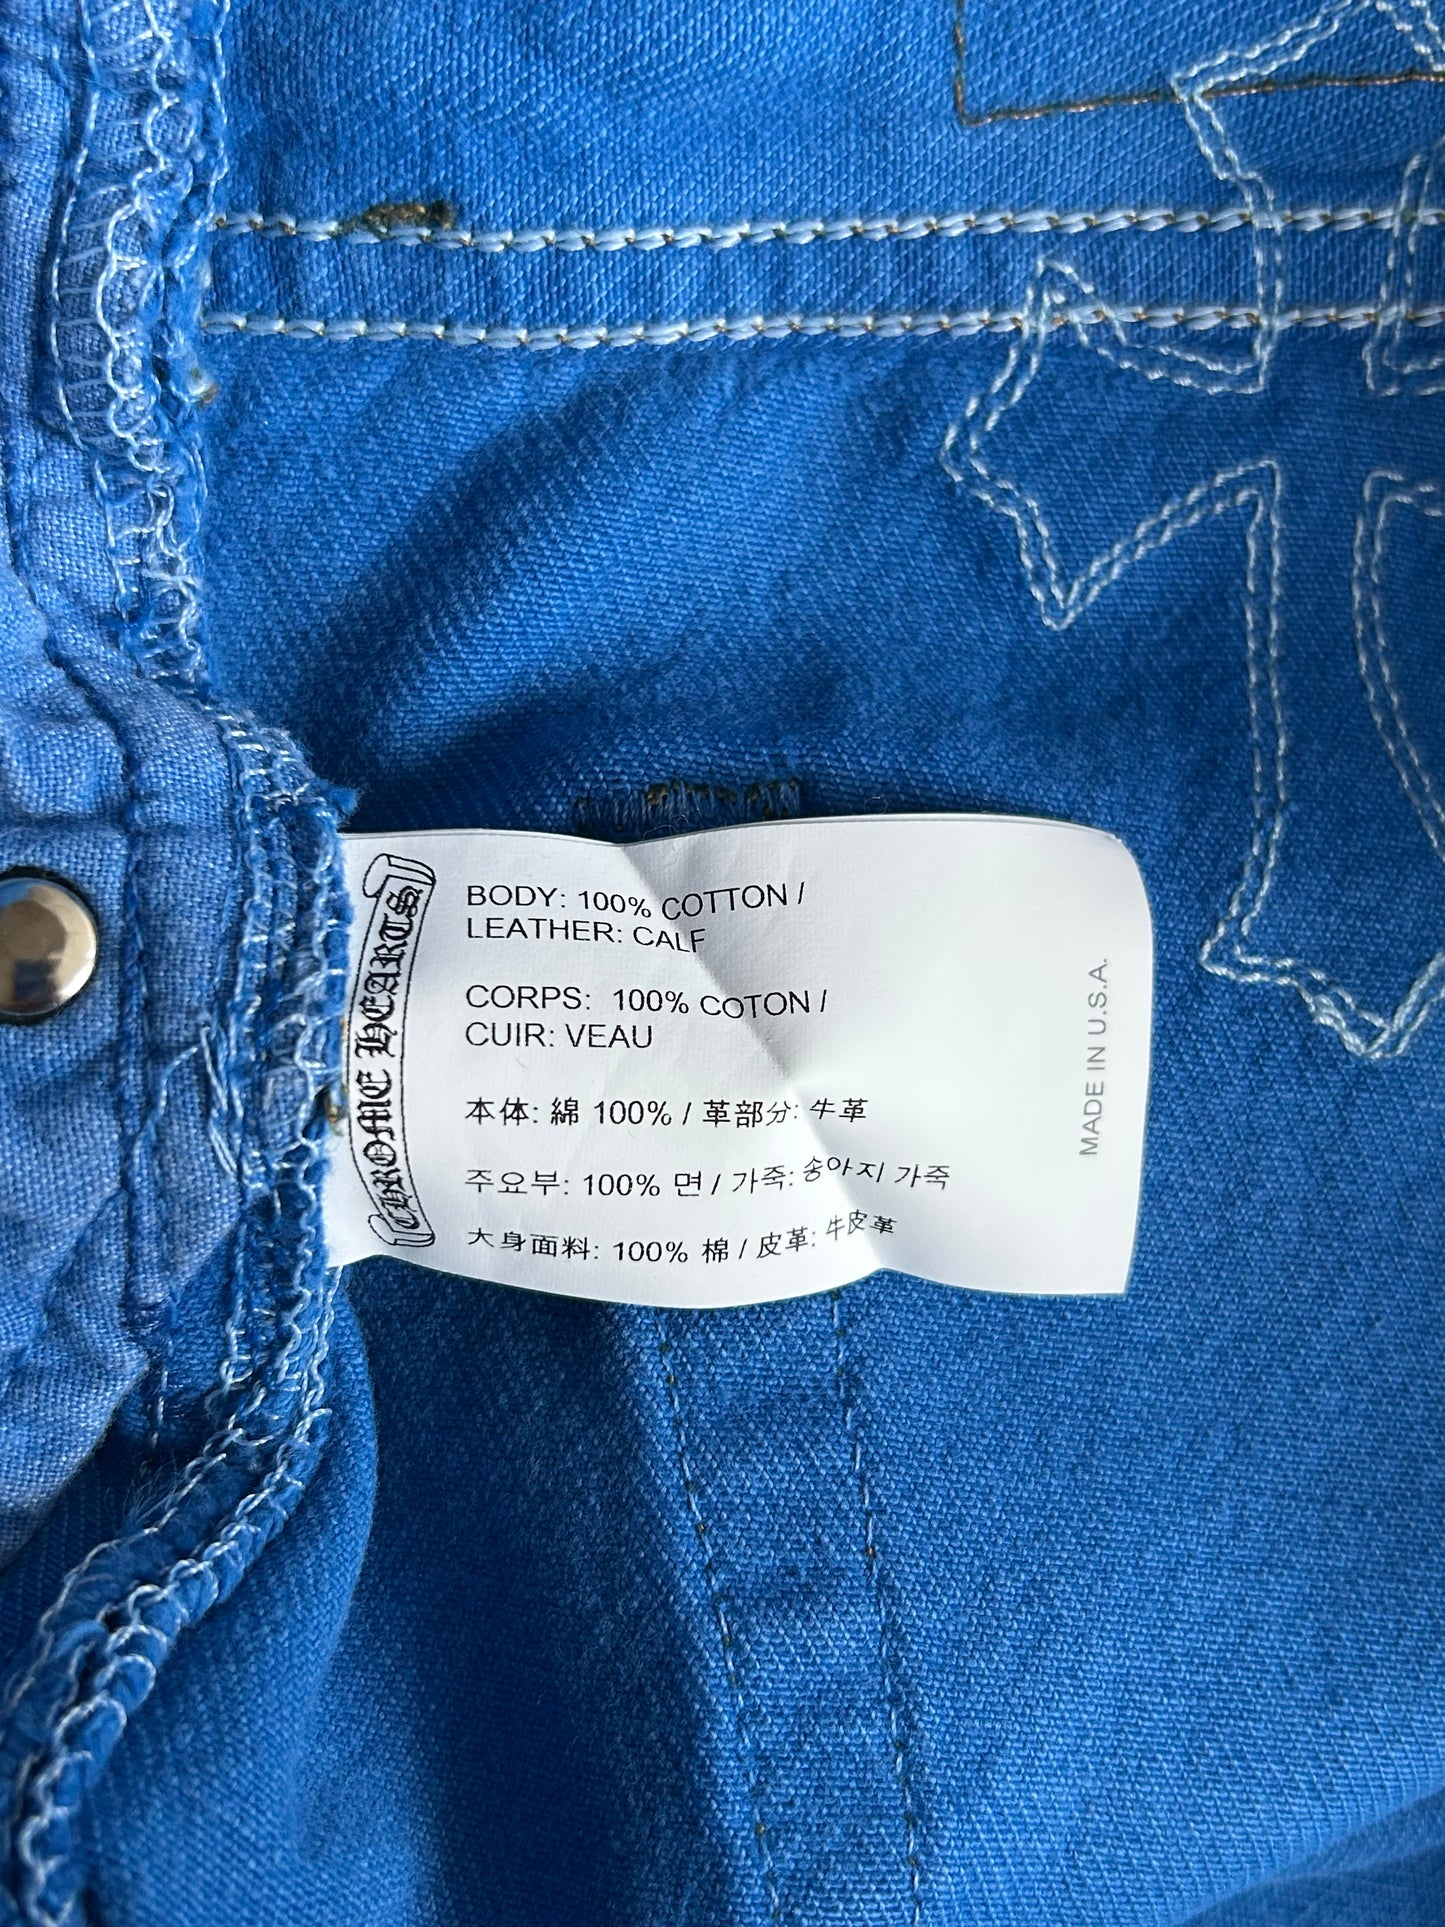 CHROME HEARTS
BODY: 100% COTTON /
LEATHER: CALF
CORPS: 100% COTON /
CUIR: VEAU
本体: 綿 100% / 革部分: 牛革
주요부: 100% 면 / 가죽: 송아지 가죽
大身面料: 100% 棉 / 皮革: 牛皮革
MADE IN U.S.A.